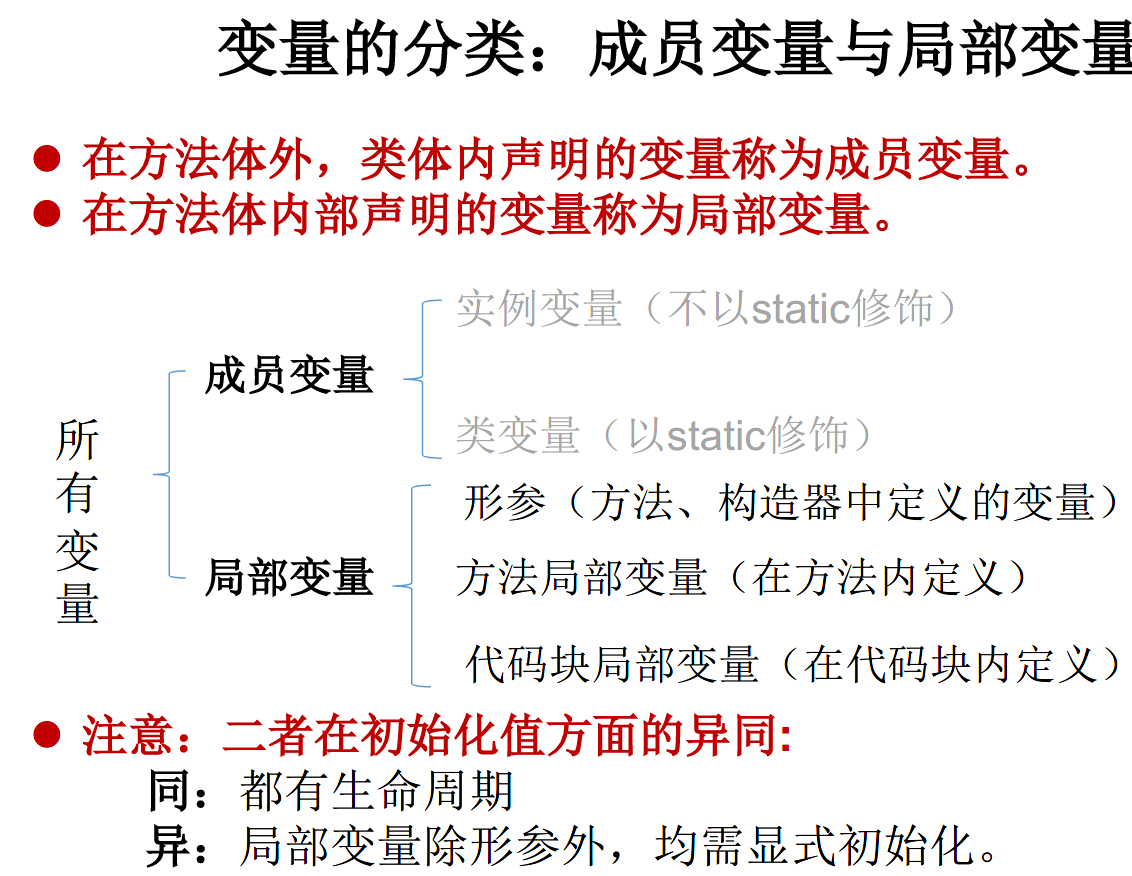 变量的分类：成员变量与局部变量
● 在方法体外，类体内声明的变量称为成员变量。
● 在方法体内部声明的变量称为局部变量。
所有变量
成员变量
实例变量（不以static修饰）
类变量（以static修饰）
局部变量
形参（方法、构造器中定义的变量）
方法局部变量（在方法内定义）
代码块局部变量（在代码块内定义）
● 注意：二者在初始化值方面的异同:
同：都有生命周期
异：局部变量除形参外，均需显式初始化。